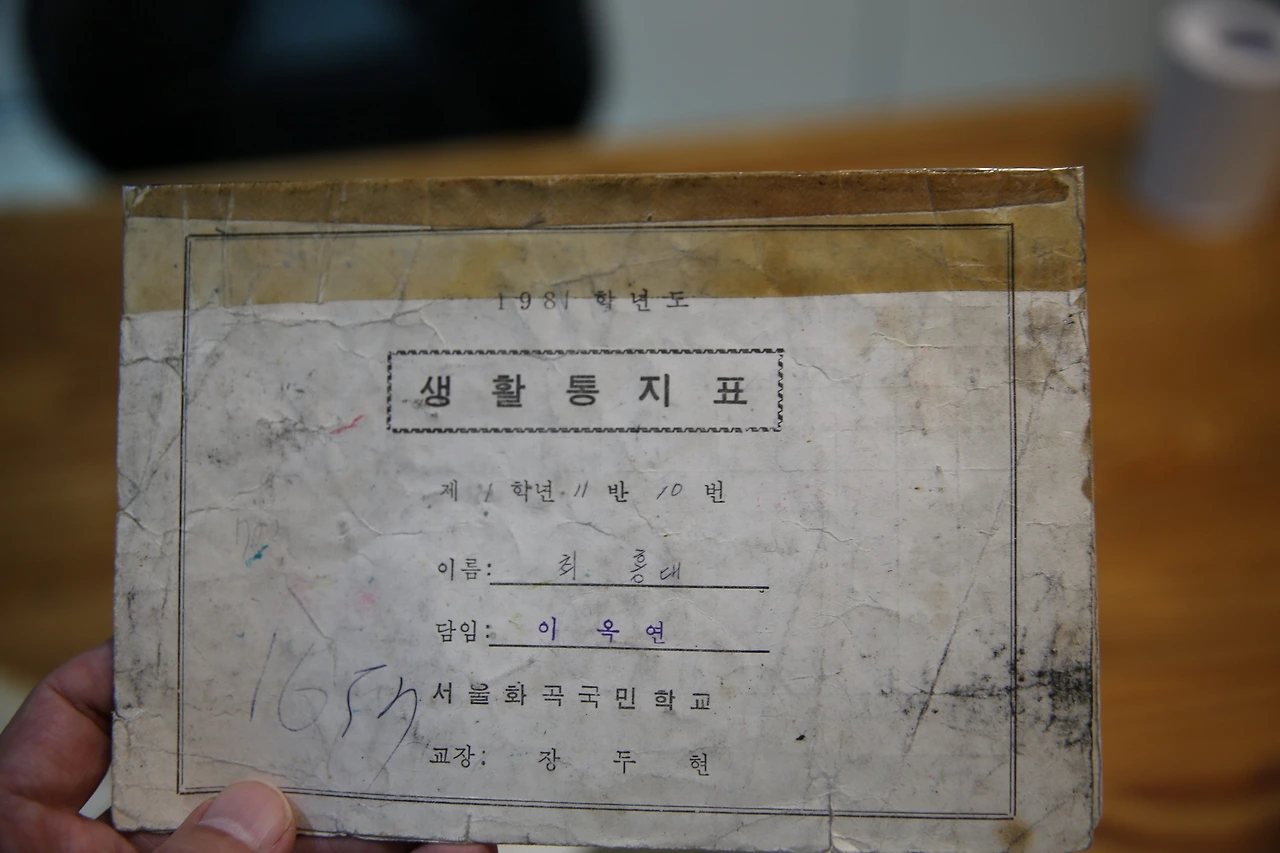 1981 학년도
생활통지표
제 1 학년 11 반 10 번
이름: 최 흥대
담임: 이 옥 연
서울화곡국민학교
교장: 장 두 현